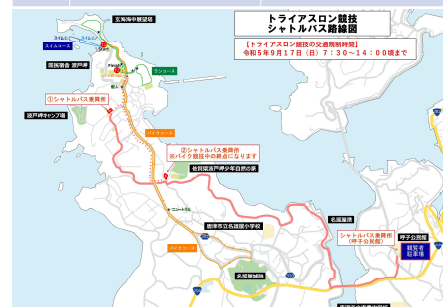 トライアスロン競技
シャトルバス路線図
【トライアスロン競技の交通規制時間】
令和5年9月17日（日）7：30～14：00頃まで
玄海海中展望塔
スイムコース
国民宿舎 波戸岬
ランコース
①シャトルバス乗降所
波戸岬キャンプ場
バイクコース
②シャトルバス乗降所
※バイク競技中の終点になります
佐賀県波戸岬少年自然の家
名護屋港
唐津市立名護屋小学校
シャトルバス乗降所
（呼子公民館）
呼子公民館
観覧者
駐車場
バイクコース
名護屋城跡